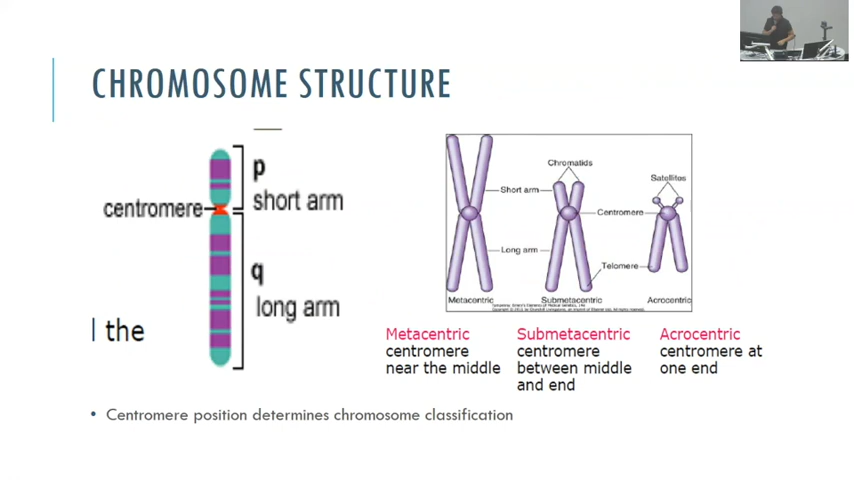 CHROMOSOME STRUCTURE
p
short arm
centromere
q
long arm
l the
Chromatids
Satellites
Short arm
Centromere
Long arm
Telomere
Metacentric
Submetacentric
Acrocentric
Metacentric
centromere
near the middle
Submetacentric
centromere
between middle
and end
Acrocentric
centromere at
one end
• Centromere position determines chromosome classification